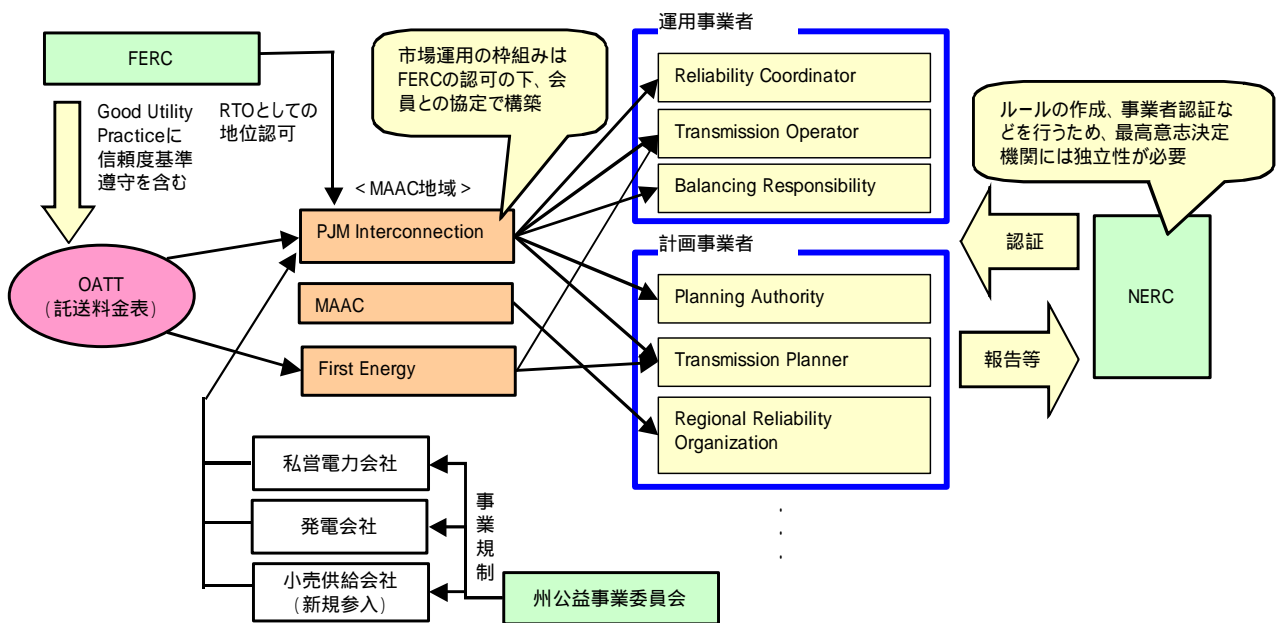 運用事業者
FERC
市場運用の枠組みは
FERCの認可の下、会
員との協定で構築
Reliability Coordinator
Transmission Operator
Balancing Responsibility
ルールの作成、事業者認証な
どを行うため、最高意志決定
機関には独立性が必要
Good Utility
Practiceに
信頼度基準
遵守を含む
RTOとしての
地位認可
< MAAC地域 >
PJM Interconnection
OATT
(託送料金表)
MAAC
First Energy
計画事業者
Planning Authority
Transmission Planner
Regional Reliability
Organization
認証
NERC
報告等
私営電力会社
発電会社
小売供給会社
(新規参入)
事
業
規
制
州公益事業委員会
.
.
.